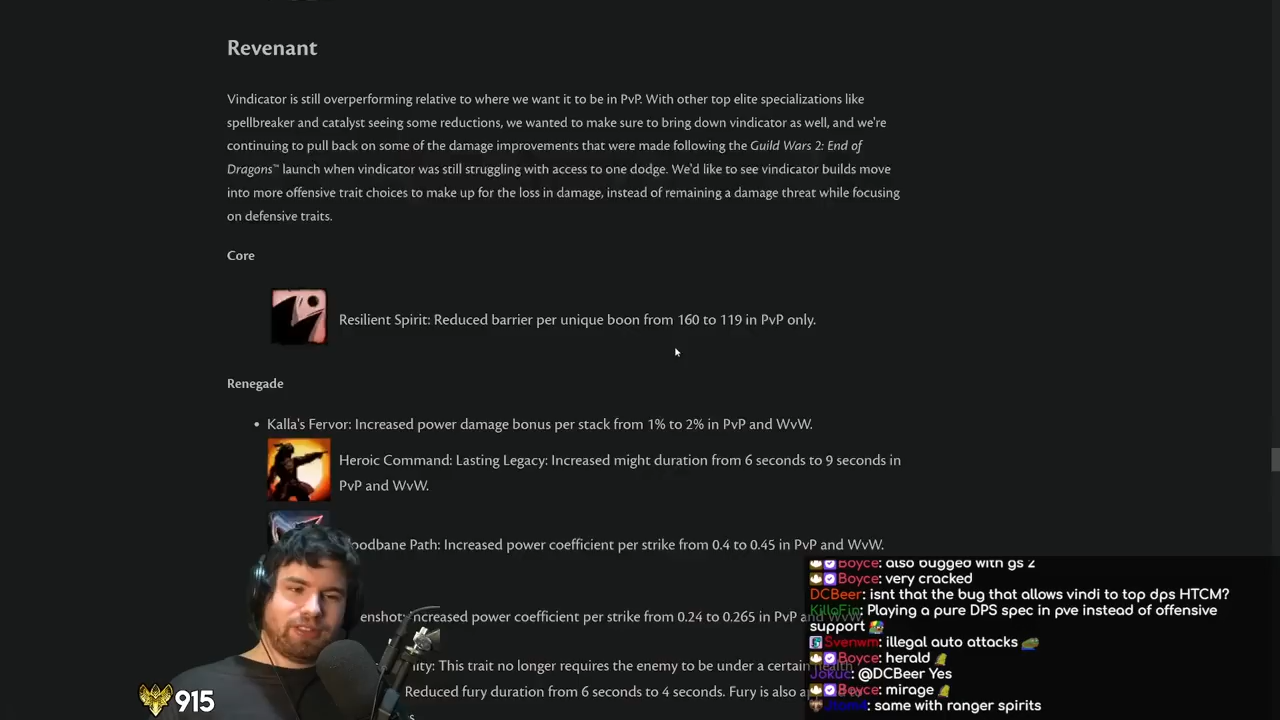 Revenant
Vindicator is still overperforming relative to where we want it to be in PvP. With other top elite specializations like
spellbreaker and catalyst seeing some reductions, we wanted to make sure to bring down vindicator as well, and we're
continuing to pull back on some of the damage improvements that were made following the Guild Wars 2: End of
Dragons™ launch when vindicator was still struggling with access to one dodge. We'd like to see vindicator builds move
into more offensive trait choices to make up for the loss in damage, instead of remaining a damage threat while focusing
on defensive traits.
Core
Resilient Spirit: Reduced barrier per unique boon from 160 to 119 in PvP only.
Renegade
• Kalla's Fervor: Increased power damage bonus per stack from 1% to 2% in PvP and WvW.
Heroic Command: Lasting Legacy: Increased might duration from 6 seconds to 9 seconds in
PvP and WvW.
oodbane Path: Increased power coefficient per strike from 0.4 to 0.45 in PvP and WvW.
enshot: Increased power coefficient per strike from 0.24 to 0.265 in PvP and WvW.
lity: This trait no longer requires the enemy to be under a certain health
Reduced fury duration from 6 seconds to 4 seconds. Fury is also ap
s
915
Boyce: also bugged with gs 2
Boyce: very cracked
DCBeer: isnt that the bug that allows vindi to top dps HTCM?
KilloFin: Playing a pure DPS spec in pve instead of offensive
support
Svenwm: illegal auto attacks
Boyce: herald
Jokuc: @DCBeer Yes
Boyce: mirage
same with ranger spirits